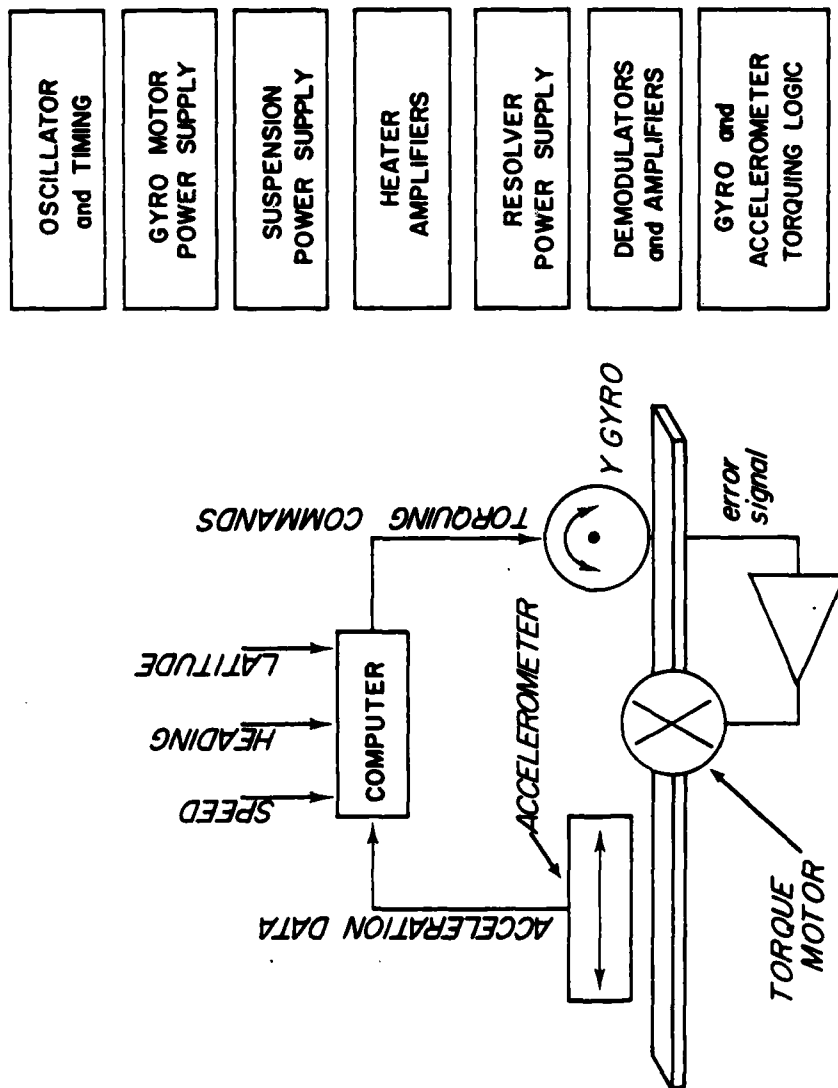 OSCILLATOR
and TIMING
GYRO MOTOR
POWER SUPPLY
SUSPENSION
POWER SUPPLY
HEATER
AMPLIFIERS
RESOLVER
POWER SUPPLY
DEMODULATORS
and AMPLIFIERS
GYRO and
ACCELEROMETER
TORQUING LOGIC
SPEED
HEADING
LATITUDE
COMPUTER
TORQUING COMMANDS
ACCELERATION DATA
ACCELEROMETER
Y GYRO
TORQUE
MOTOR
error
signal